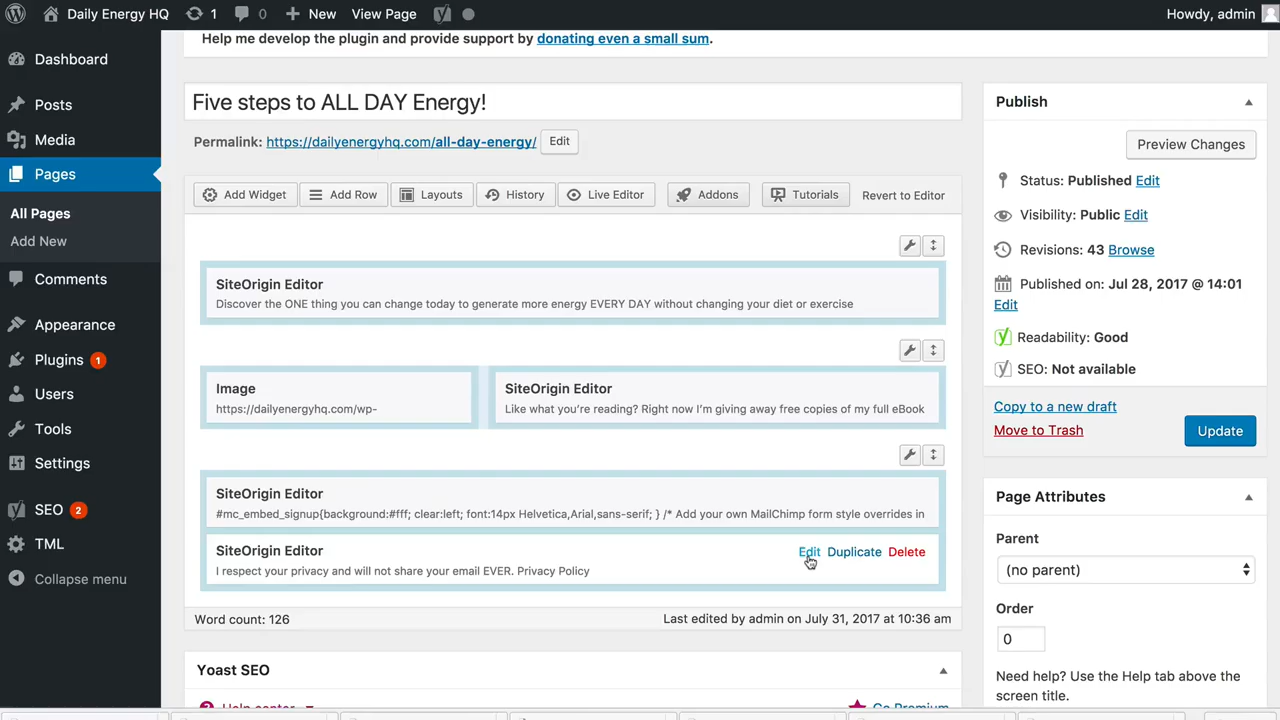 Daily Energy HQ 1 0 New View Page Howdy, admin
Help me develop the plugin and provide support by donating even a small sum.
Dashboard
Posts
Media
Pages
All Pages
Add New
Comments
Appearance
Plugins 1
Users
Tools
Settings
SEO 2
TML
Collapse menu
Five steps to ALL DAY Energy!
Permalink: https://dailyenergyhq.com/all-day-energy/ Edit
Add Widget Add Row Layouts History Live Editor Addons Tutorials Revert to Editor
SiteOrigin Editor
Discover the ONE thing you can change today to generate more energy EVERY DAY without changing your diet or exercise
Image
https://dailyenergyhq.com/wp-
SiteOrigin Editor
Like what you're reading? Right now I'm giving away free copies of my full eBook
SiteOrigin Editor
#mc_embed_signup{background:#fff; clear:left; font:14px Helvetica,Arial,sans-serif; } /* Add your own MailChimp form style overrides in
SiteOrigin Editor
Edit Duplicate Delete
I respect your privacy and will not share your email EVER. Privacy Policy
Word count: 126 Last edited by admin on July 31, 2017 at 10:36 am
Yoast SEO
Help center Go Premium
Publish
Preview Changes
Status: Published Edit
Visibility: Public Edit
Revisions: 43 Browse
Published on: Jul 28, 2017 @ 14:01
Edit
Readability: Good
SEO: Not available
Copy to a new draft
Move to Trash
Update
Page Attributes
Parent
(no parent)
Order
0
Need help? Use the Help tab above the
screen title.